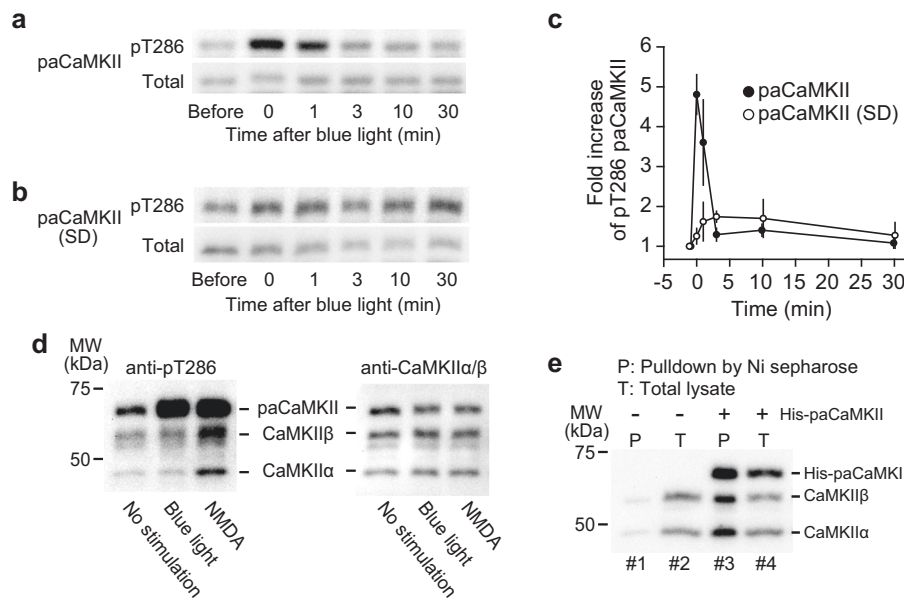 a
paCaMKII
pT286
Total
Before 0 1 3 10 30
Time after blue light (min)
b
paCaMKII
(SD)
pT286
Total
Before 0 1 3 10 30
Time after blue light (min)
c
Fold increase
of pT286 paCaMKII
6
5
4
3
2
1
paCaMKII
paCaMKII (SD)
-5 0 5 10 15 20 25 30
Time (min)
d
MW
(kDa)
anti-pT286
anti-CaMKIIα/β
75
50
paCaMKII
CaMKIIβ
CaMKIIα
No stimulation
Blue light
NMDA
No stimulation
Blue light
NMDA
e
P: Pulldown by Ni sepharose
T: Total lysate
- - + + His-paCaMKII
MW
(kDa)
P T P T
75
50
His-paCaMKI
CaMKIIβ
CaMKIIα
#1 #2 #3 #4